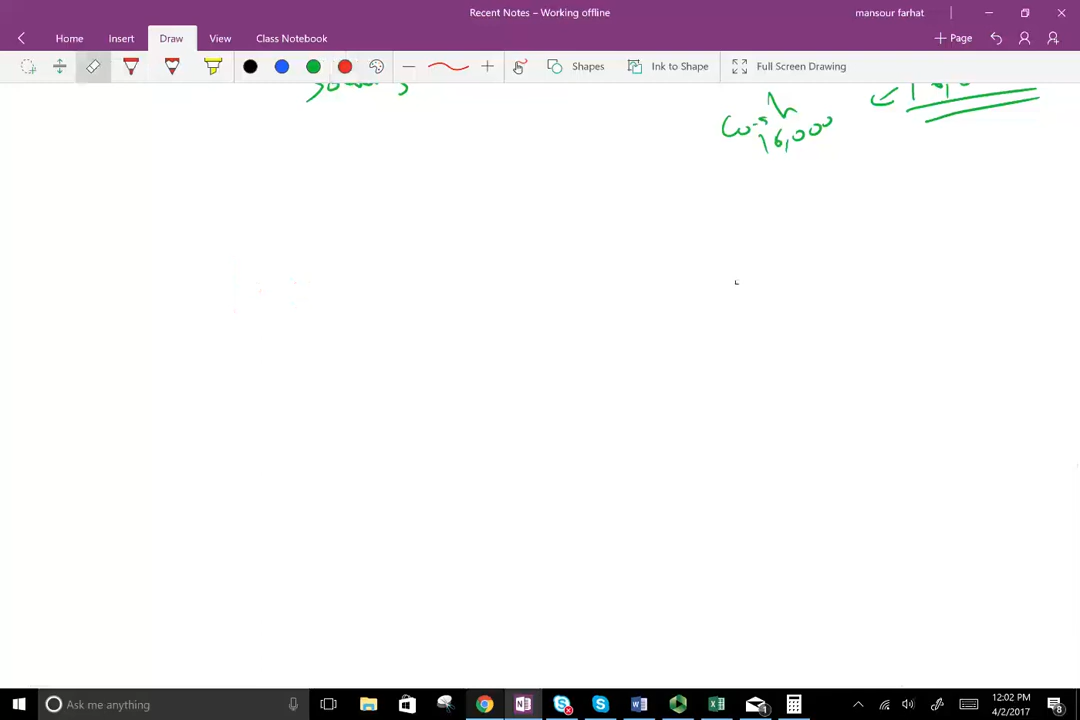 Recent Notes – Working offline
mansour farhat
Home
Insert
Draw
View
Class Notebook
Page
Shapes
Ink to Shape
Full Screen Drawing
16,000
Ask me anything
12:02 PM
4/2/2017